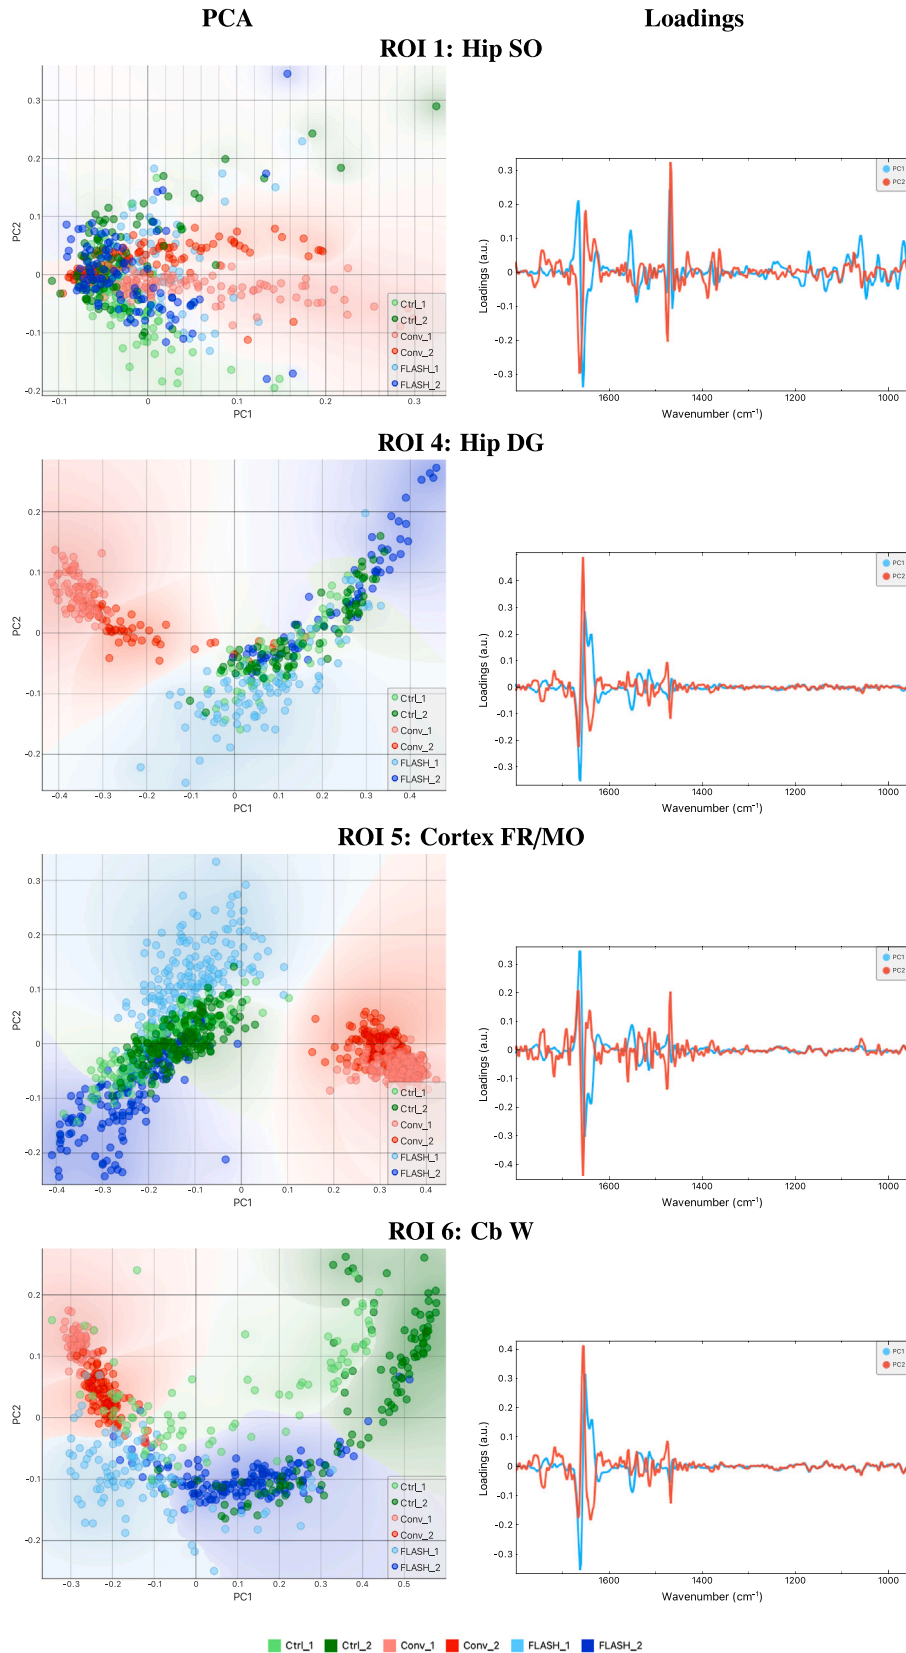 PCA Loadings
ROI 1: Hip SO
0.3
0.2
0.1
0
-0.1
-0.2
PC2
-0.1 0 0.1 0.2 0.3
PC1
Ctrl_1
Ctrl_2
Conv_1
Conv_2
FLASH_1
FLASH_2
0.3
0.2
0.1
0
-0.1
-0.2
-0.3
Loadings (a.u.)
1600 1400 1200 1000
Wavenumber (cm⁻¹)
PC1
PC2
ROI 4: Hip DG
0.2
0.1
0
-0.1
-0.2
PC2
-0.4 -0.3 -0.2 -0.1 0 0.1 0.2 0.3 0.4
PC1
Ctrl_1
Ctrl_2
Conv_1
Conv_2
FLASH_1
FLASH_2
0.4
0.3
0.2
0.1
0
-0.1
-0.2
-0.3
Loadings (a.u.)
1600 1400 1200 1000
Wavenumber (cm⁻¹)
PC1
PC2
ROI 5: Cortex FR/MO
0.3
0.2
0.1
0
-0.1
-0.2
PC2
-0.4 -0.3 -0.2 -0.1 0 0.1 0.2 0.3 0.4
PC1
Ctrl_1
Ctrl_2
Conv_1
Conv_2
FLASH_1
FLASH_2
0.3
0.2
0.1
0
-0.1
-0.2
-0.3
-0.4
Loadings (a.u.)
1600 1400 1200 1000
Wavenumber (cm⁻¹)
PC1
PC2
ROI 6: Cb W
0.2
0.1
0
-0.1
-0.2
PC2
-0.3 -0.2 -0.1 0 0.1 0.2 0.3 0.4 0.5
PC1
Ctrl_1
Ctrl_2
Conv_1
Conv_2
FLASH_1
FLASH_2
0.4
0.3
0.2
0.1
0
-0.1
-0.2
-0.3
Loadings (a.u.)
1600 1400 1200 1000
Wavenumber (cm⁻¹)
PC1
PC2
Ctrl_1 Ctrl_2 Conv_1 Conv_2 FLASH_1 FLASH_2